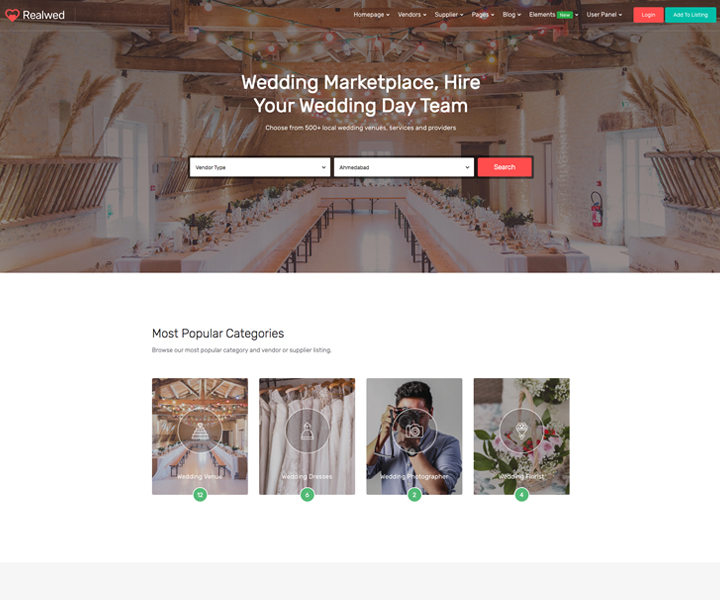 Realwed
Homepage Vendors Supplier Pages Blog Elements New User Panel Login Add To Listing
Wedding Marketplace, Hire
Your Wedding Day Team
Choose from 500+ local wedding venues, services and providers
Vendor Type Ahmedabad Search
Most Popular Categories
Browse our most popular category and vendor or supplier listing.
Wedding Venue Wedding Dresses Wedding Photographer Wedding Florist
12 6 2 4